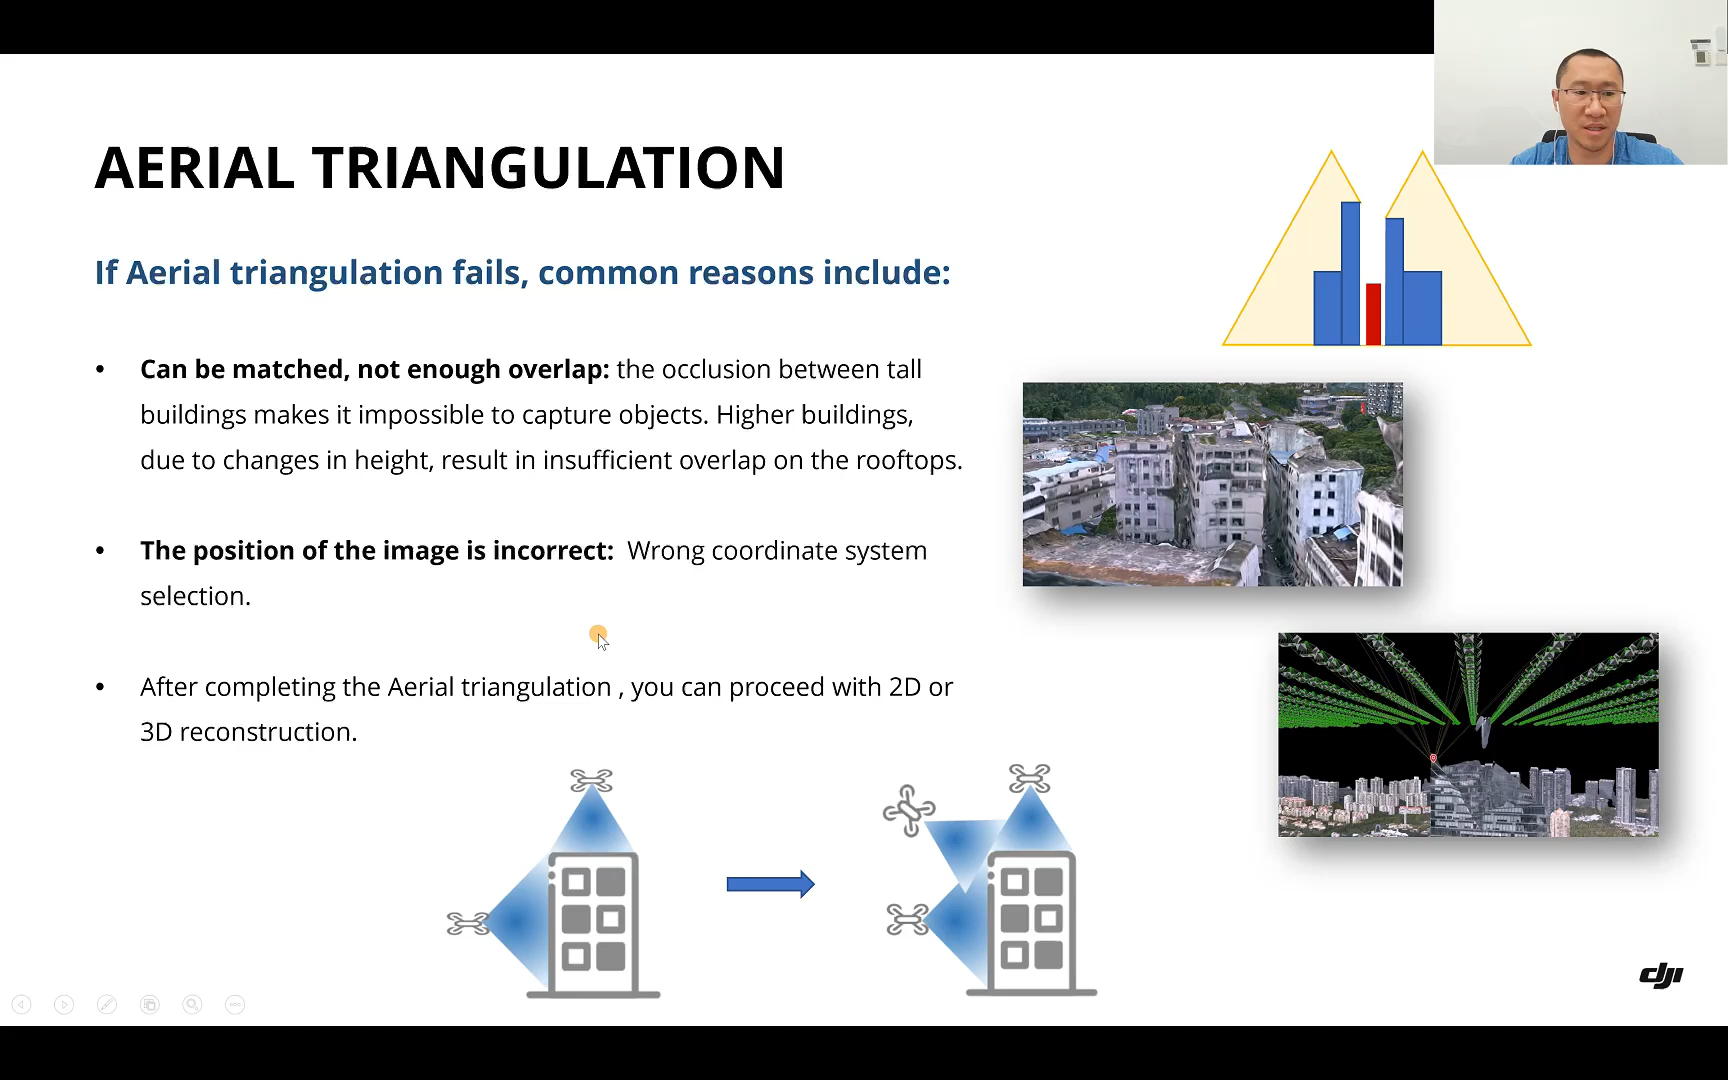 AERIAL TRIANGULATION
If Aerial triangulation fails, common reasons include:
• Can be matched, not enough overlap: the occlusion between tall
buildings makes it impossible to capture objects. Higher buildings,
due to changes in height, result in insufficient overlap on the rooftops.
• The position of the image is incorrect:  Wrong coordinate system
selection.
• After completing the Aerial triangulation , you can proceed with 2D or
3D reconstruction.
dji